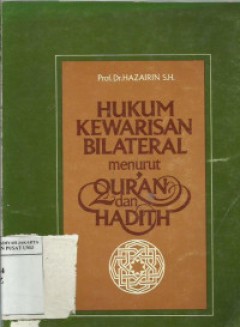 Prof. Dr. HAZAIRIN S.H.
HUKUM
KEWARISAN
BILATERAL
menurut
QURAN
dan
HADITH